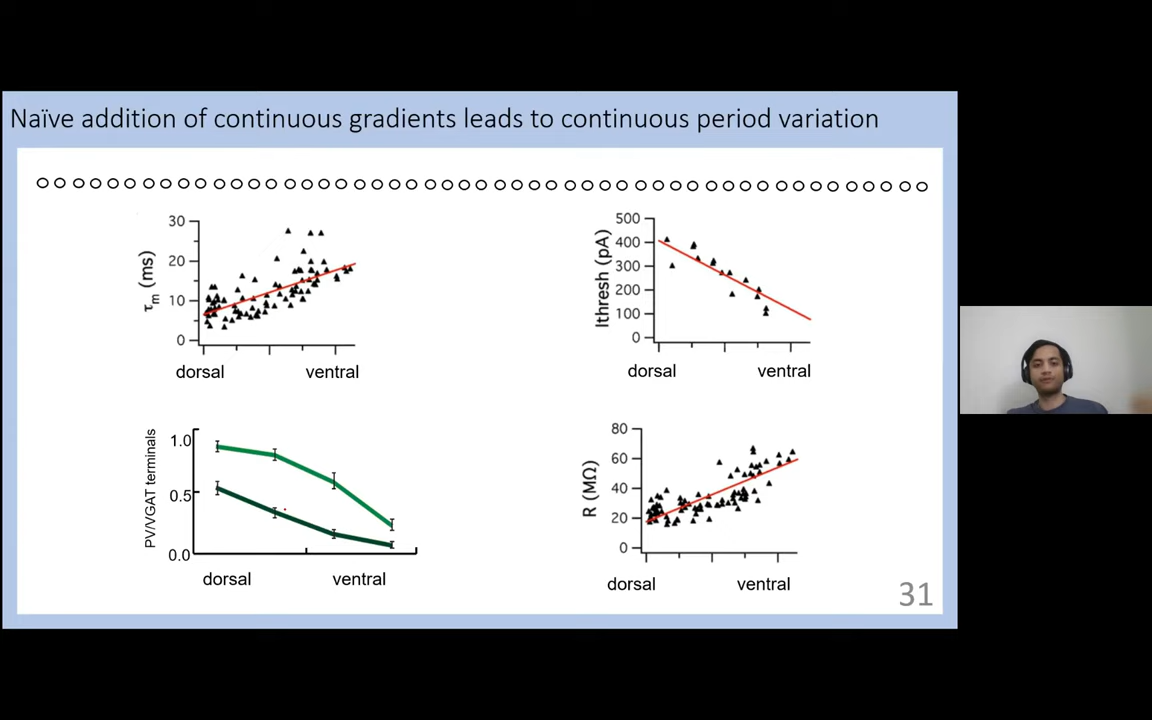 Naïve addition of continuous gradients leads to continuous period variation
30
20
10
0
τm (ms)
dorsal
ventral
500
400
300
200
100
0
Ithresh (pA)
dorsal
ventral
1.0
0.5
0.0
PV/VGAT terminals
dorsal
ventral
80
60
40
20
0
R (MΩ)
dorsal
ventral
31